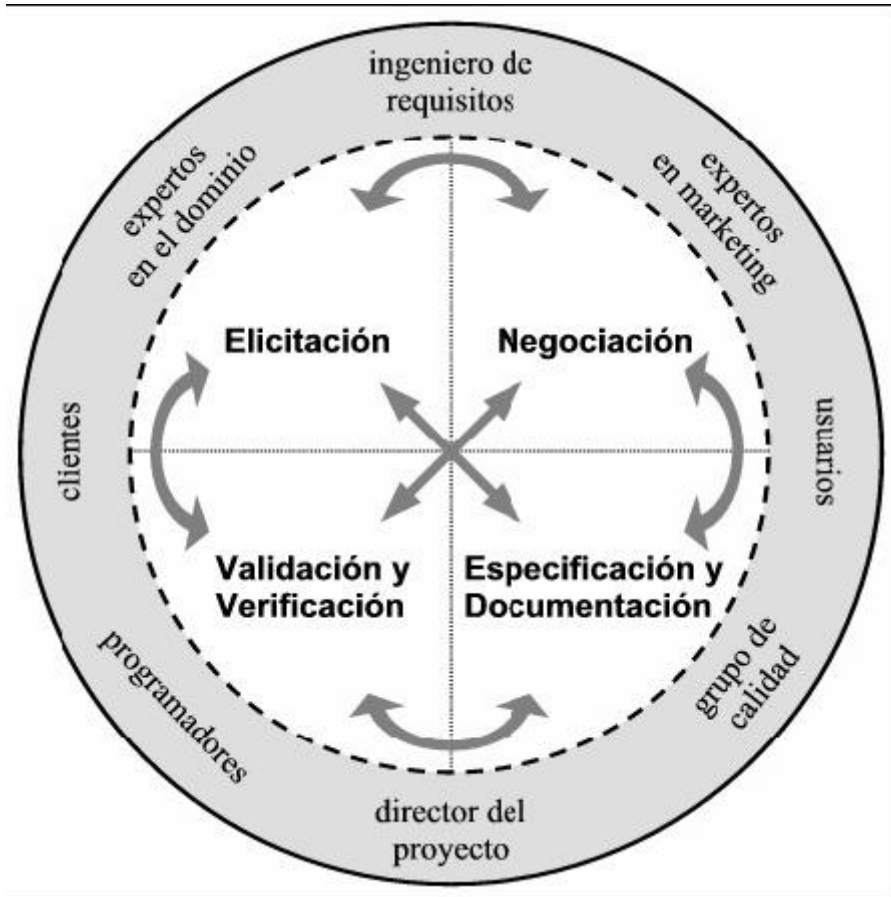 ingeniero de
requisitos
expertos
en el dominio
expertos
en marketing
Elicitación
Negociación
clientes
usuarios
Validación y
Verificación
Especificación y
Documentación
programadores
grupo de
calidad
director del
proyecto